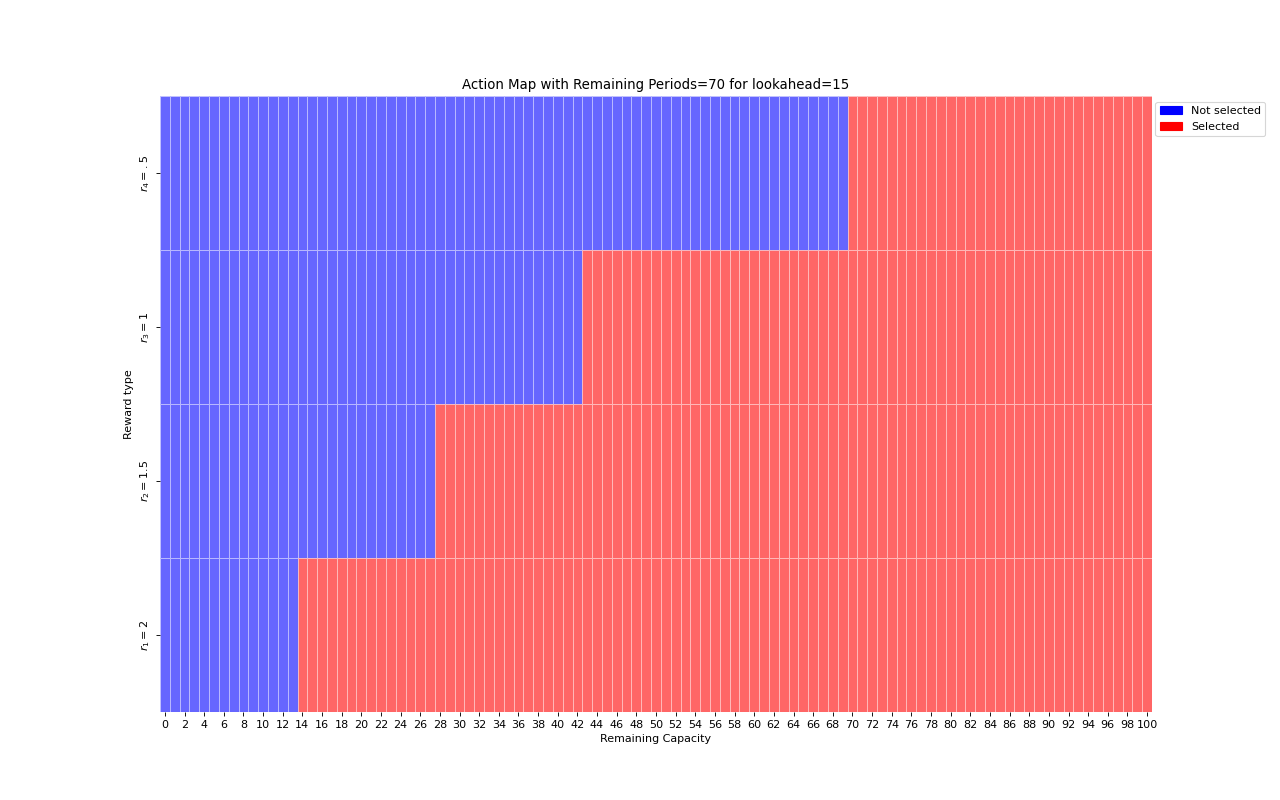 Action Map with Remaining Periods=70 for lookahead=15
Not selected
Selected
r₄ = .5
r₃ = 1
Reward type
r₂ = 1.5
r₁ = 2
0 2 4 6 8 10 12 14 16 18 20 22 24 26 28 30 32 34 36 38 40 42 44 46 48 50 52 54 56 58 60 62 64 66 68 70 72 74 76 78 80 82 84 86 88 90 92 94 96 98 100
Remaining Capacity